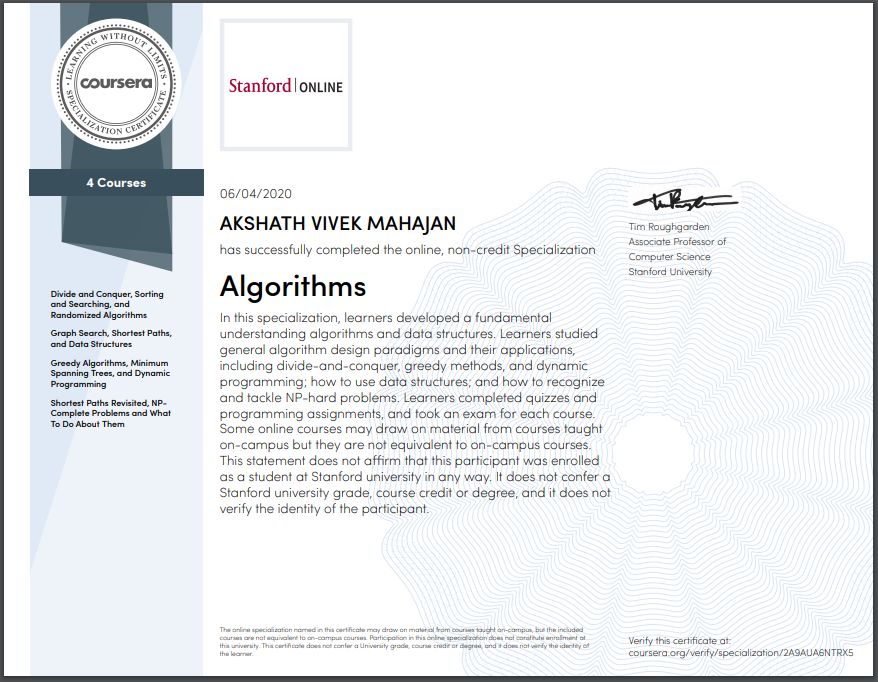 LEARNING WITHOUT LIMITS
coursera
SPECIALIZATION CERTIFICATE
4 Courses
Divide and Conquer, Sorting
and Searching, and
Randomized Algorithms
Graph Search, Shortest Paths,
and Data Structures
Greedy Algorithms, Minimum
Spanning Trees, and Dynamic
Programming
Shortest Paths Revisited, NP-
Complete Problems and What
To Do About Them
Stanford | ONLINE
06/04/2020
AKSHATH VIVEK MAHAJAN
has successfully completed the online, non-credit Specialization
Algorithms
In this specialization, learners developed a fundamental
understanding algorithms and data structures. Learners studied
general algorithm design paradigms and their applications,
including divide-and-conquer, greedy methods, and dynamic
programming; how to use data structures; and how to recognize
and tackle NP-hard problems. Learners completed quizzes and
programming assignments, and took an exam for each course.
Some online courses may draw on material from courses taught
on-campus but they are not equivalent to on-campus courses.
This statement does not affirm that this participant was enrolled
as a student at Stanford university in any way. It does not confer a
Stanford university grade, course credit or degree, and it does not
verify the identity of the participant.
Tim Roughgarden
Associate Professor of
Computer Science
Stanford University
The online specialization named in this certificate may draw on material from courses taught on-campus, but the included
courses are not equivalent to on-campus courses. Participation in this online specialization does not constitute enrollment at
this university. This certificate does not confer a University grade, course credit or degree, and it does not verify the identity of
the learner.
Verify this certificate at:
coursera.org/verify/specialization/2A9AUA6NTRX5